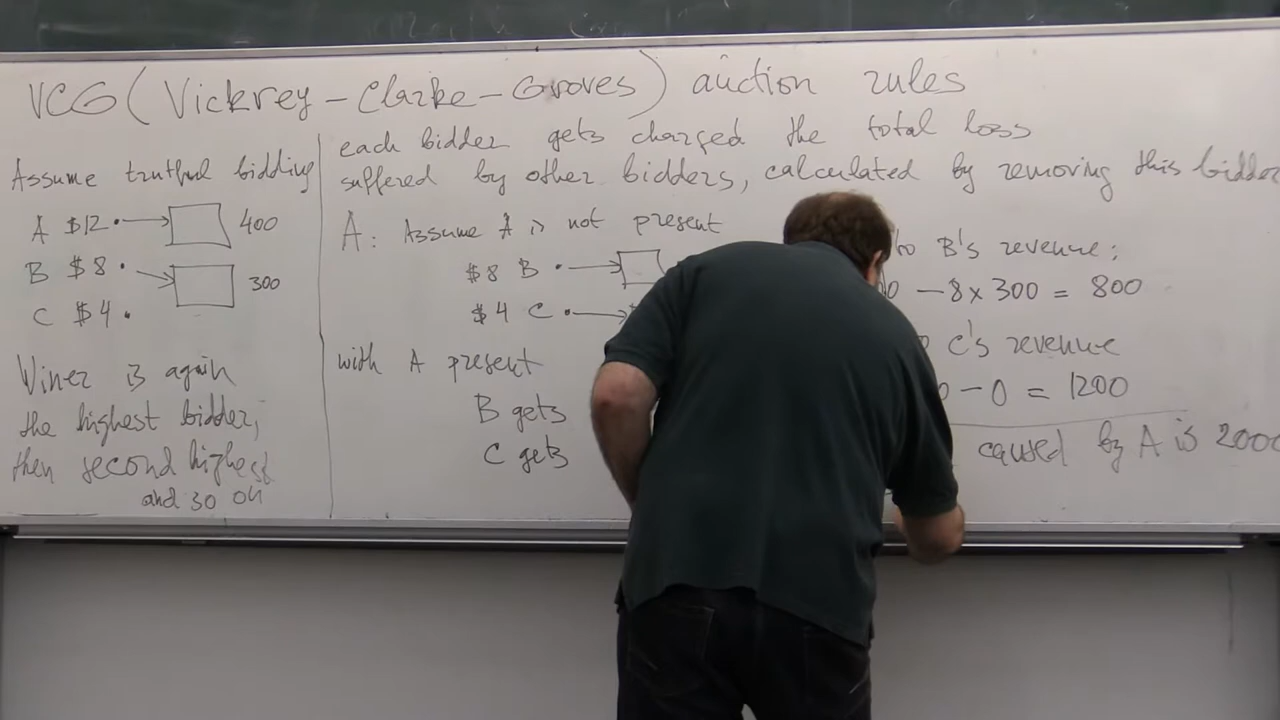 VCG (Vickrey-Clarke-Groves) auction rules
Assume truthful bidding
A $12 400
B $8 300
C $4
Winer is again
the highest bidder;
then second highest
and so on
each bidder gets charged the total loss
suffered by other bidders, calculated by removing this bidder
A: Assume A is not present
$8 B
$4 C
with A present
B gets
C gets
to B's revenue:
- 8 x 300 = 800
C's revenue
- 0 = 1200
caused by A is 2000